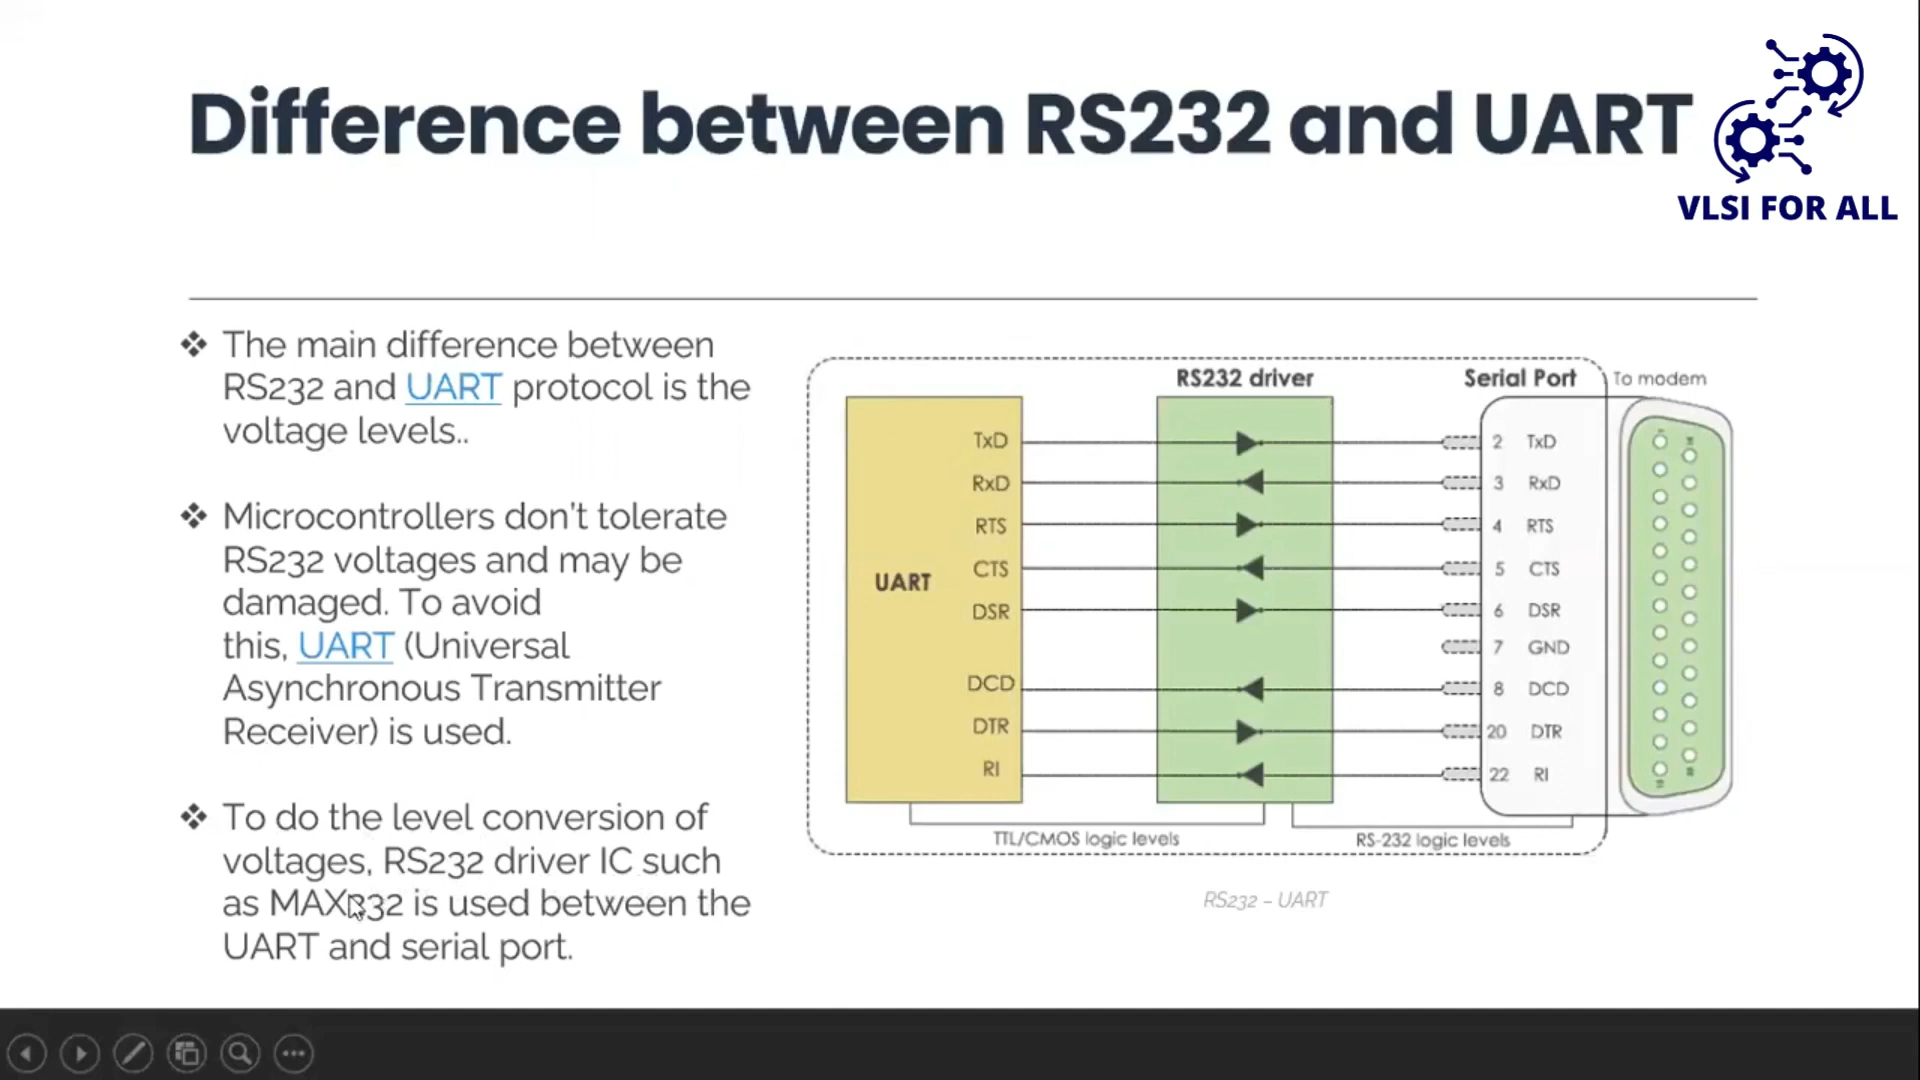 Difference between RS232 and UART
VLSI FOR ALL
The main difference between
RS232 and UART protocol is the
voltage levels..
Microcontrollers don't tolerate
RS232 voltages and may be
damaged. To avoid
this, UART (Universal
Asynchronous Transmitter
Receiver) is used.
To do the level conversion of
voltages, RS232 driver IC such
as MAX232 is used between the
UART and serial port.
RS232 driver
Serial Port
To modem
UART
TxD
RxD
RTS
CTS
DSR
DCD
DTR
RI
2 TxD
3 RxD
4 RTS
5 CTS
6 DSR
7 GND
8 DCD
20 DTR
22 RI
TTL/CMOS logic levels
RS-232 logic levels
RS232 – UART